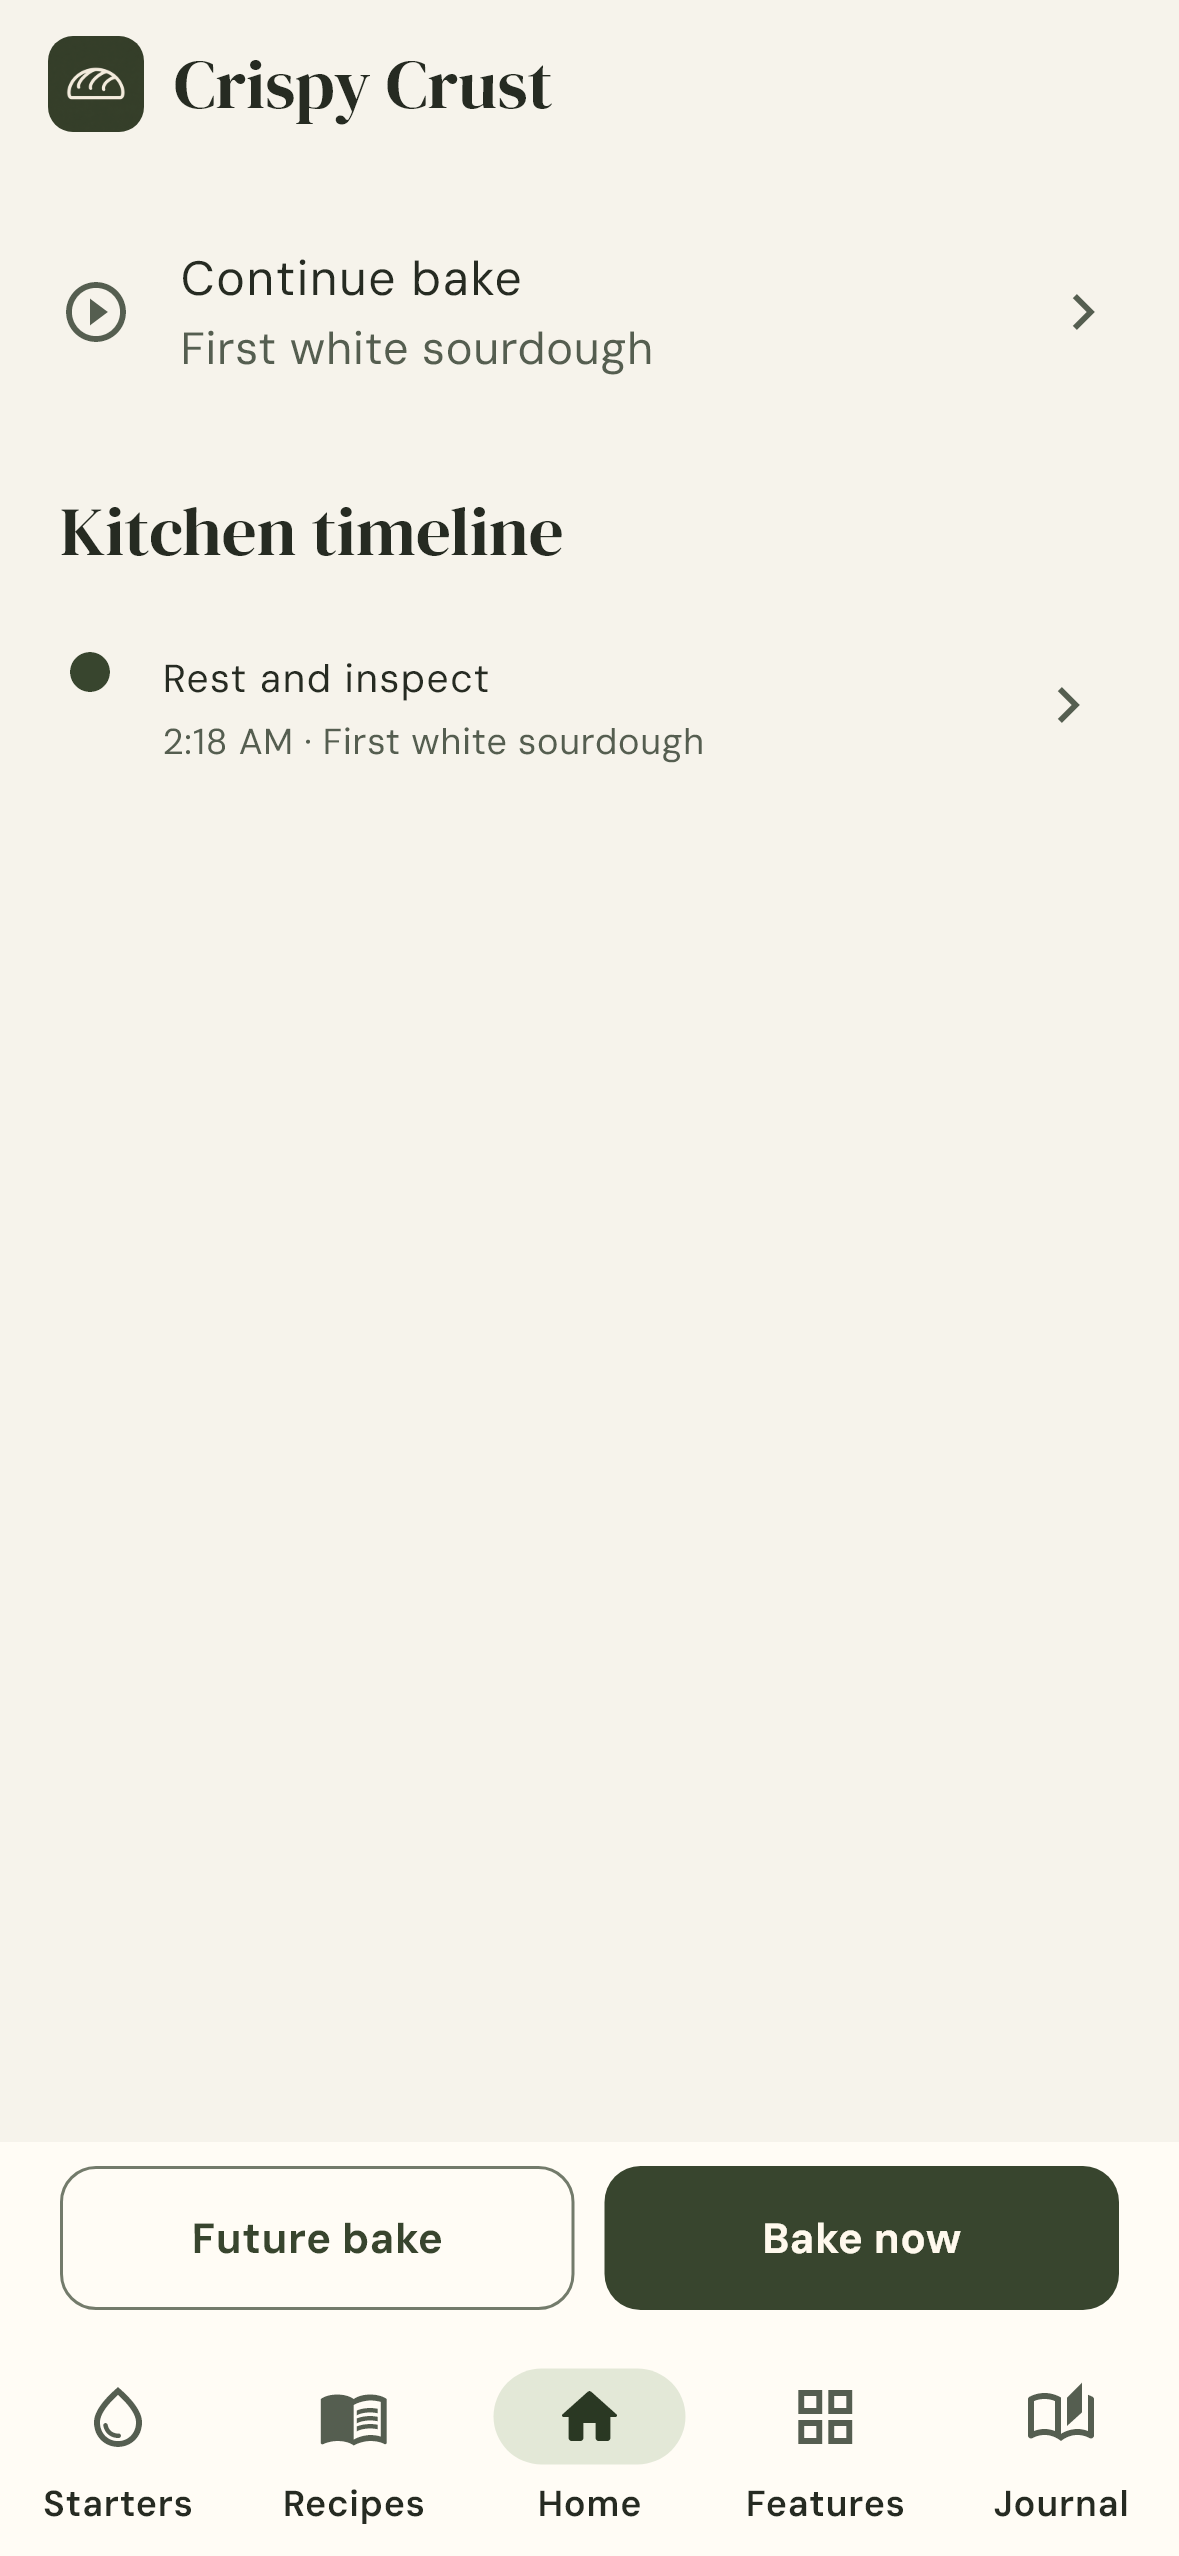 Crispy Crust
Continue bake
First white sourdough
Kitchen timeline
Rest and inspect
2:18 AM · First white sourdough
Future bake
Bake now
Starters
Recipes
Home
Features
Journal